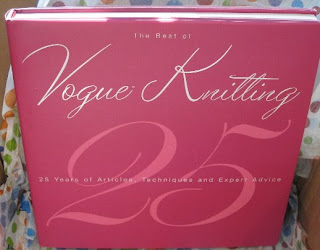 The Best of
Vogue Knitting
25
25 Years of Articles, Techniques and Expert Advice